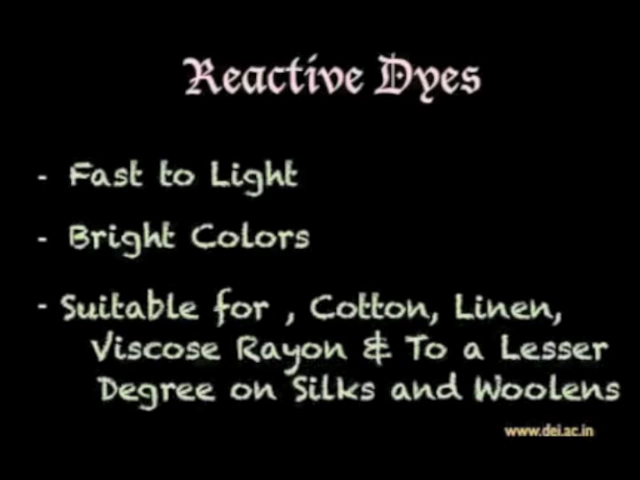 Reactive Dyes
- Fast to Light
- Bright Colors
- Suitable for , Cotton, Linen,
Viscose Rayon & To a Lesser
Degree on Silks and Woolens
www.dei.ac.in